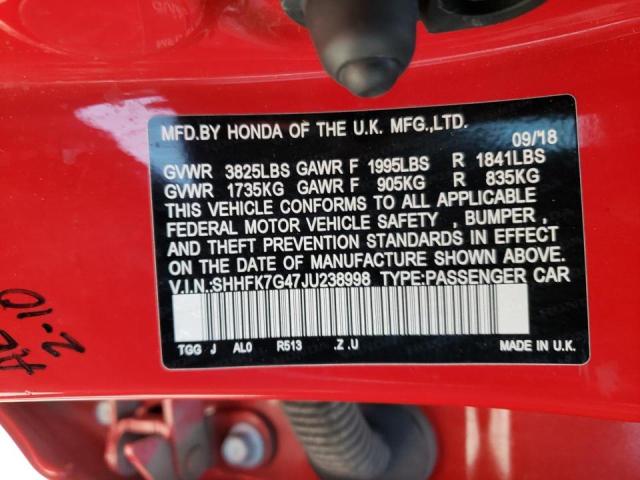 MFD.BY HONDA OF THE U.K. MFG.,LTD.
09/18
GVWR 3825LBS GAWR F 1995LBS R 1841LBS
GVWR 1735KG GAWR F 905KG R 835KG
THIS VEHICLE CONFORMS TO ALL APPLICABLE
FEDERAL MOTOR VEHICLE SAFETY , BUMPER ,
AND THEFT PREVENTION STANDARDS IN EFFECT
ON THE DATE OF MANUFACTURE SHOWN ABOVE.
V.I.N.:SHHFK7G47JU238998 TYPE:PASSENGER CAR
TGG J AL0 R513 .Z .U MADE IN U.K.
2-10